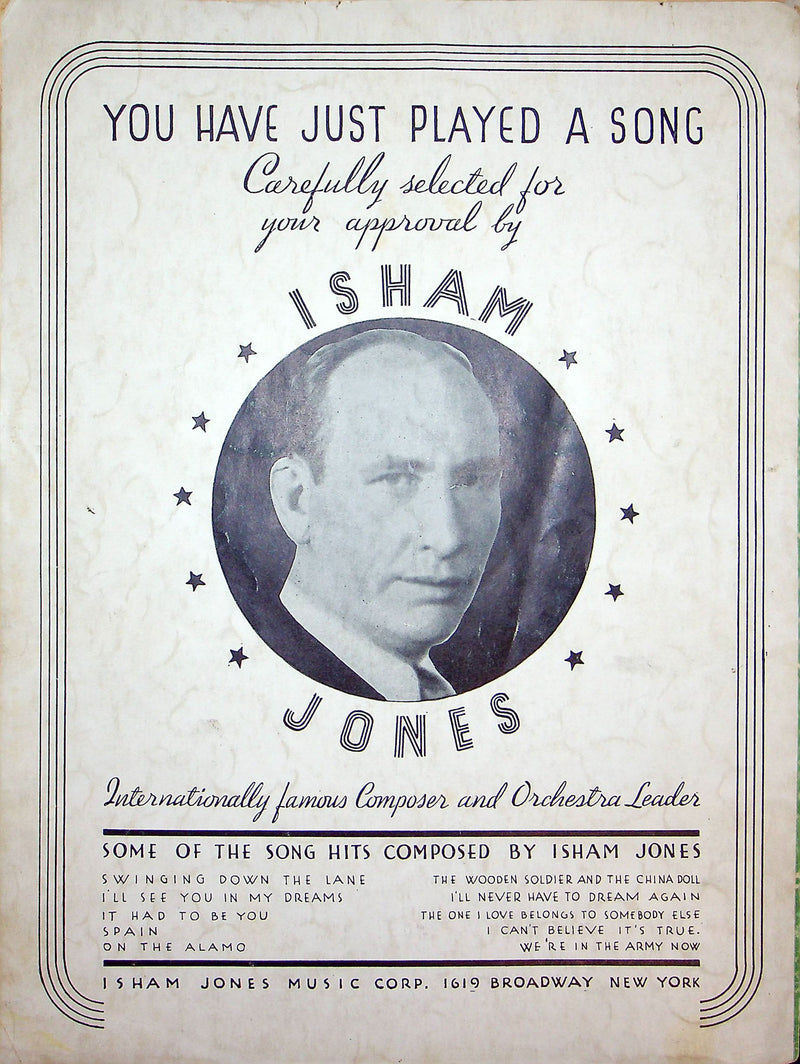 YOU HAVE JUST PLAYED A SONG
Carefully selected for
your approval by
ISHAM
JONES
Internationally famous Composer and Orchestra Leader
SOME OF THE SONG HITS COMPOSED BY ISHAM JONES
SWINGING DOWN THE LANE
I'LL SEE YOU IN MY DREAMS
IT HAD TO BE YOU
SPAIN
ON THE ALAMO
THE WOODEN SOLDIER AND THE CHINA DOLL
I'LL NEVER HAVE TO DREAM AGAIN
THE ONE I LOVE BELONGS TO SOMEBODY ELSE
I CAN'T BELIEVE IT'S TRUE.
WE'RE IN THE ARMY NOW
ISHAM JONES MUSIC CORP. 1619 BROADWAY NEW YORK